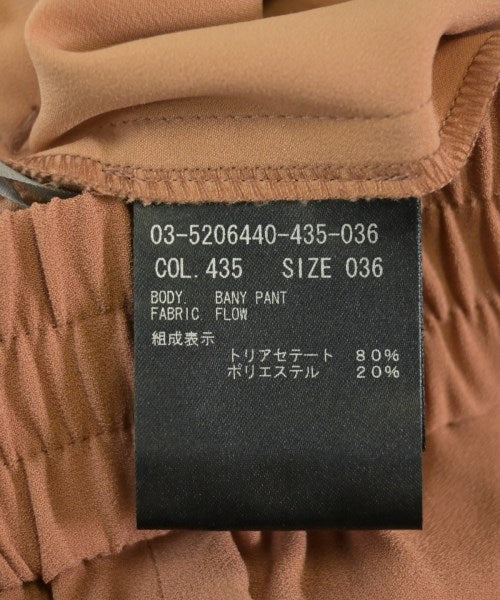 03-5206440-435-036
COL.435 SIZE 036
BODY. BANY PANT
FABRIC FLOW
組成表示
トリアセテート 80%
ポリエステル 20%